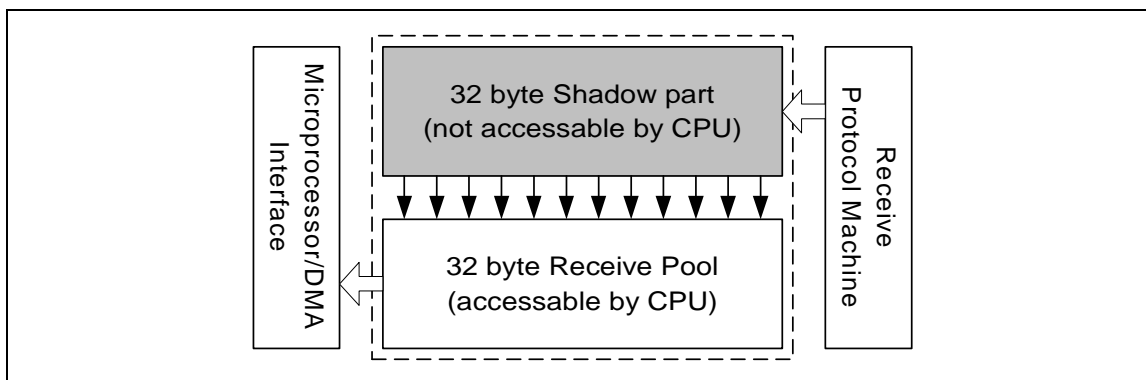 Microprocessor/DMA
Interface
32 byte Shadow part
(not accessable by CPU)
32 byte Receive Pool
(accessable by CPU)
Receive
Protocol Machine